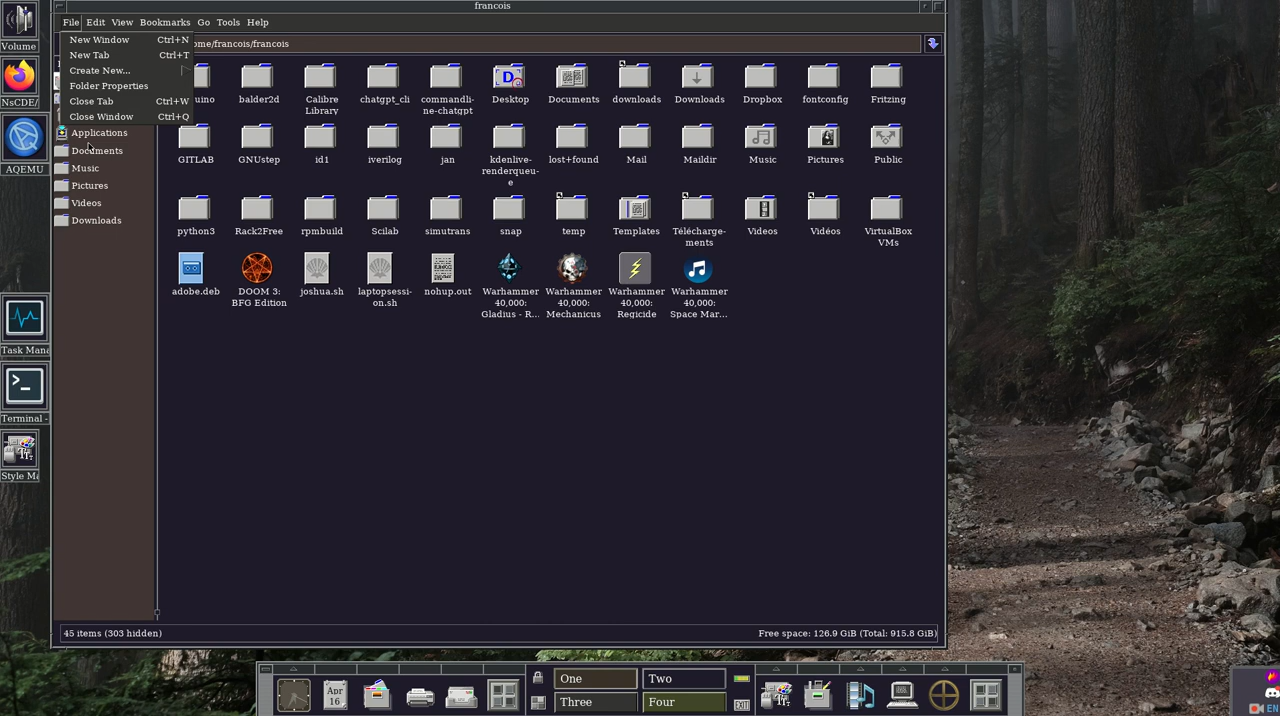 francois
File Edit View Bookmarks Go Tools Help
New Window Ctrl+N
New Tab Ctrl+T
Create New...
Folder Properties
Close Tab Ctrl+W
Close Window Ctrl+Q
ome/francois/francois
Applications
Documents
Music
Pictures
Videos
Downloads
uino balder2d Calibre Library chatgpt_cli commandli-ne-chatgpt Desktop Documents downloads Downloads Dropbox fontconfig Fritzing
GITLAB GNUstep id1 iverilog jan kdenlive-renderqueu-e lost+found Mail Maildir Music Pictures Public
python3 Rack2Free rpmbuild Scilab simutrans snap temp Templates Télécharge-ments Videos Vidéos VirtualBox VMs
adobe.deb DOOM 3: BFG Edition joshua.sh laptopsessi-on.sh nohup.out Warhammer 40,000: Gladius - R... Warhammer 40,000: Mechanicus Warhammer 40,000: Regicide Warhammer 40,000: Space Mar...
45 items (303 hidden) Free space: 126.9 GiB (Total: 915.8 GiB)
Volume
NsCDE/
AQEMU
Task Mana
Terminal -
Style Ma
Apr
16
One Two
Three Four
EXIT
EN